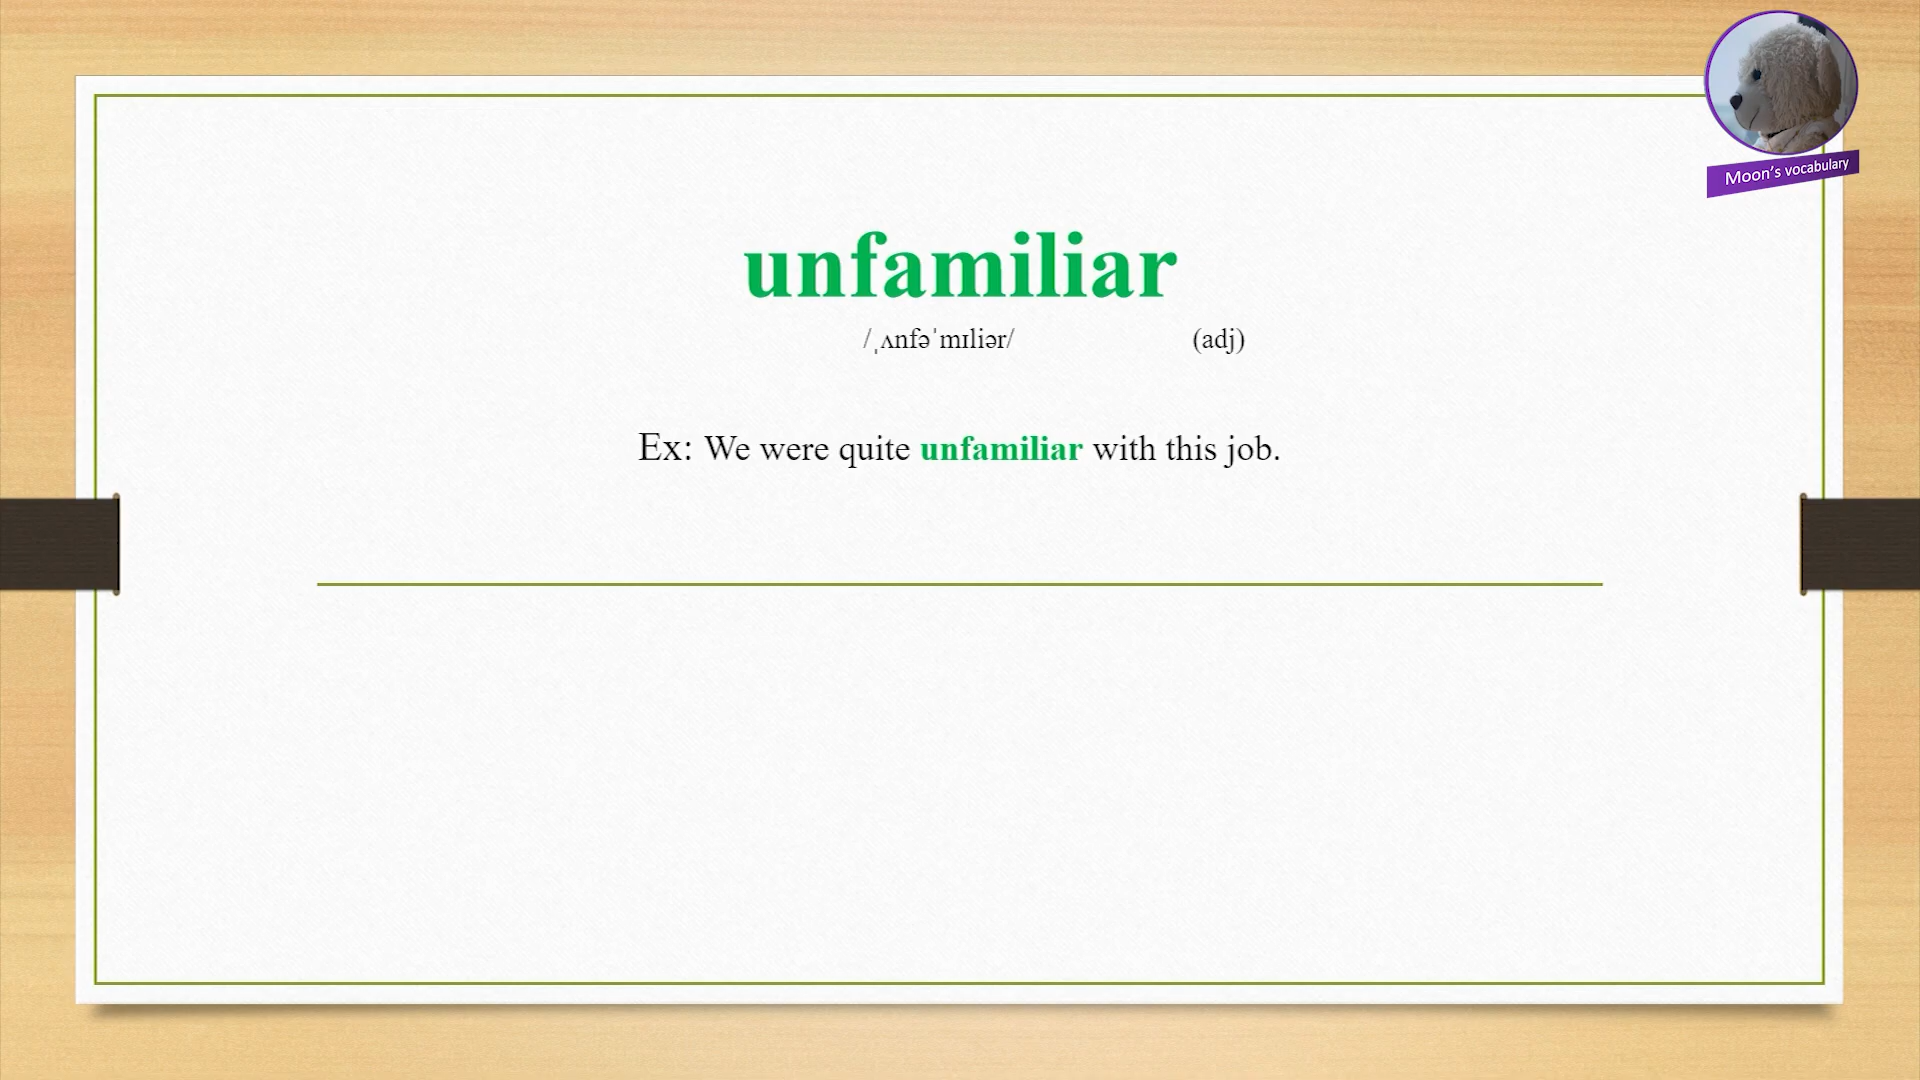 Moon's vocabulary
unfamiliar
/ˌʌnfəˈmɪliər/ (adj)
Ex: We were quite unfamiliar with this job.